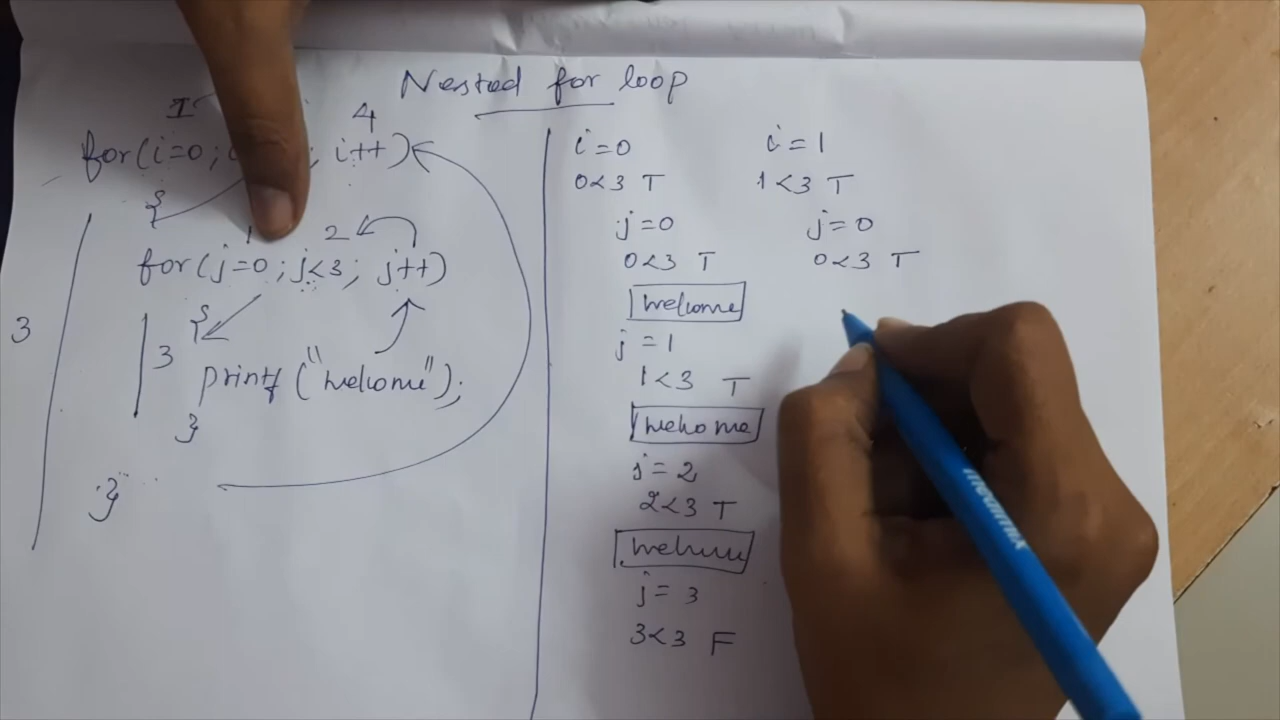 Nested for loop
I 4
for(i=0; ; i++)
{
1 2
for(j=0; j<3; j++)
{
3 printf("welcome");
}
}
3
i=0
0<3 T
j=0
0<3 T
welcome
j=1
1<3 T
welcome
j=2
2<3 T
welcome
j=3
3<3 F
i=1
1<3 T
j=0
0<3 T